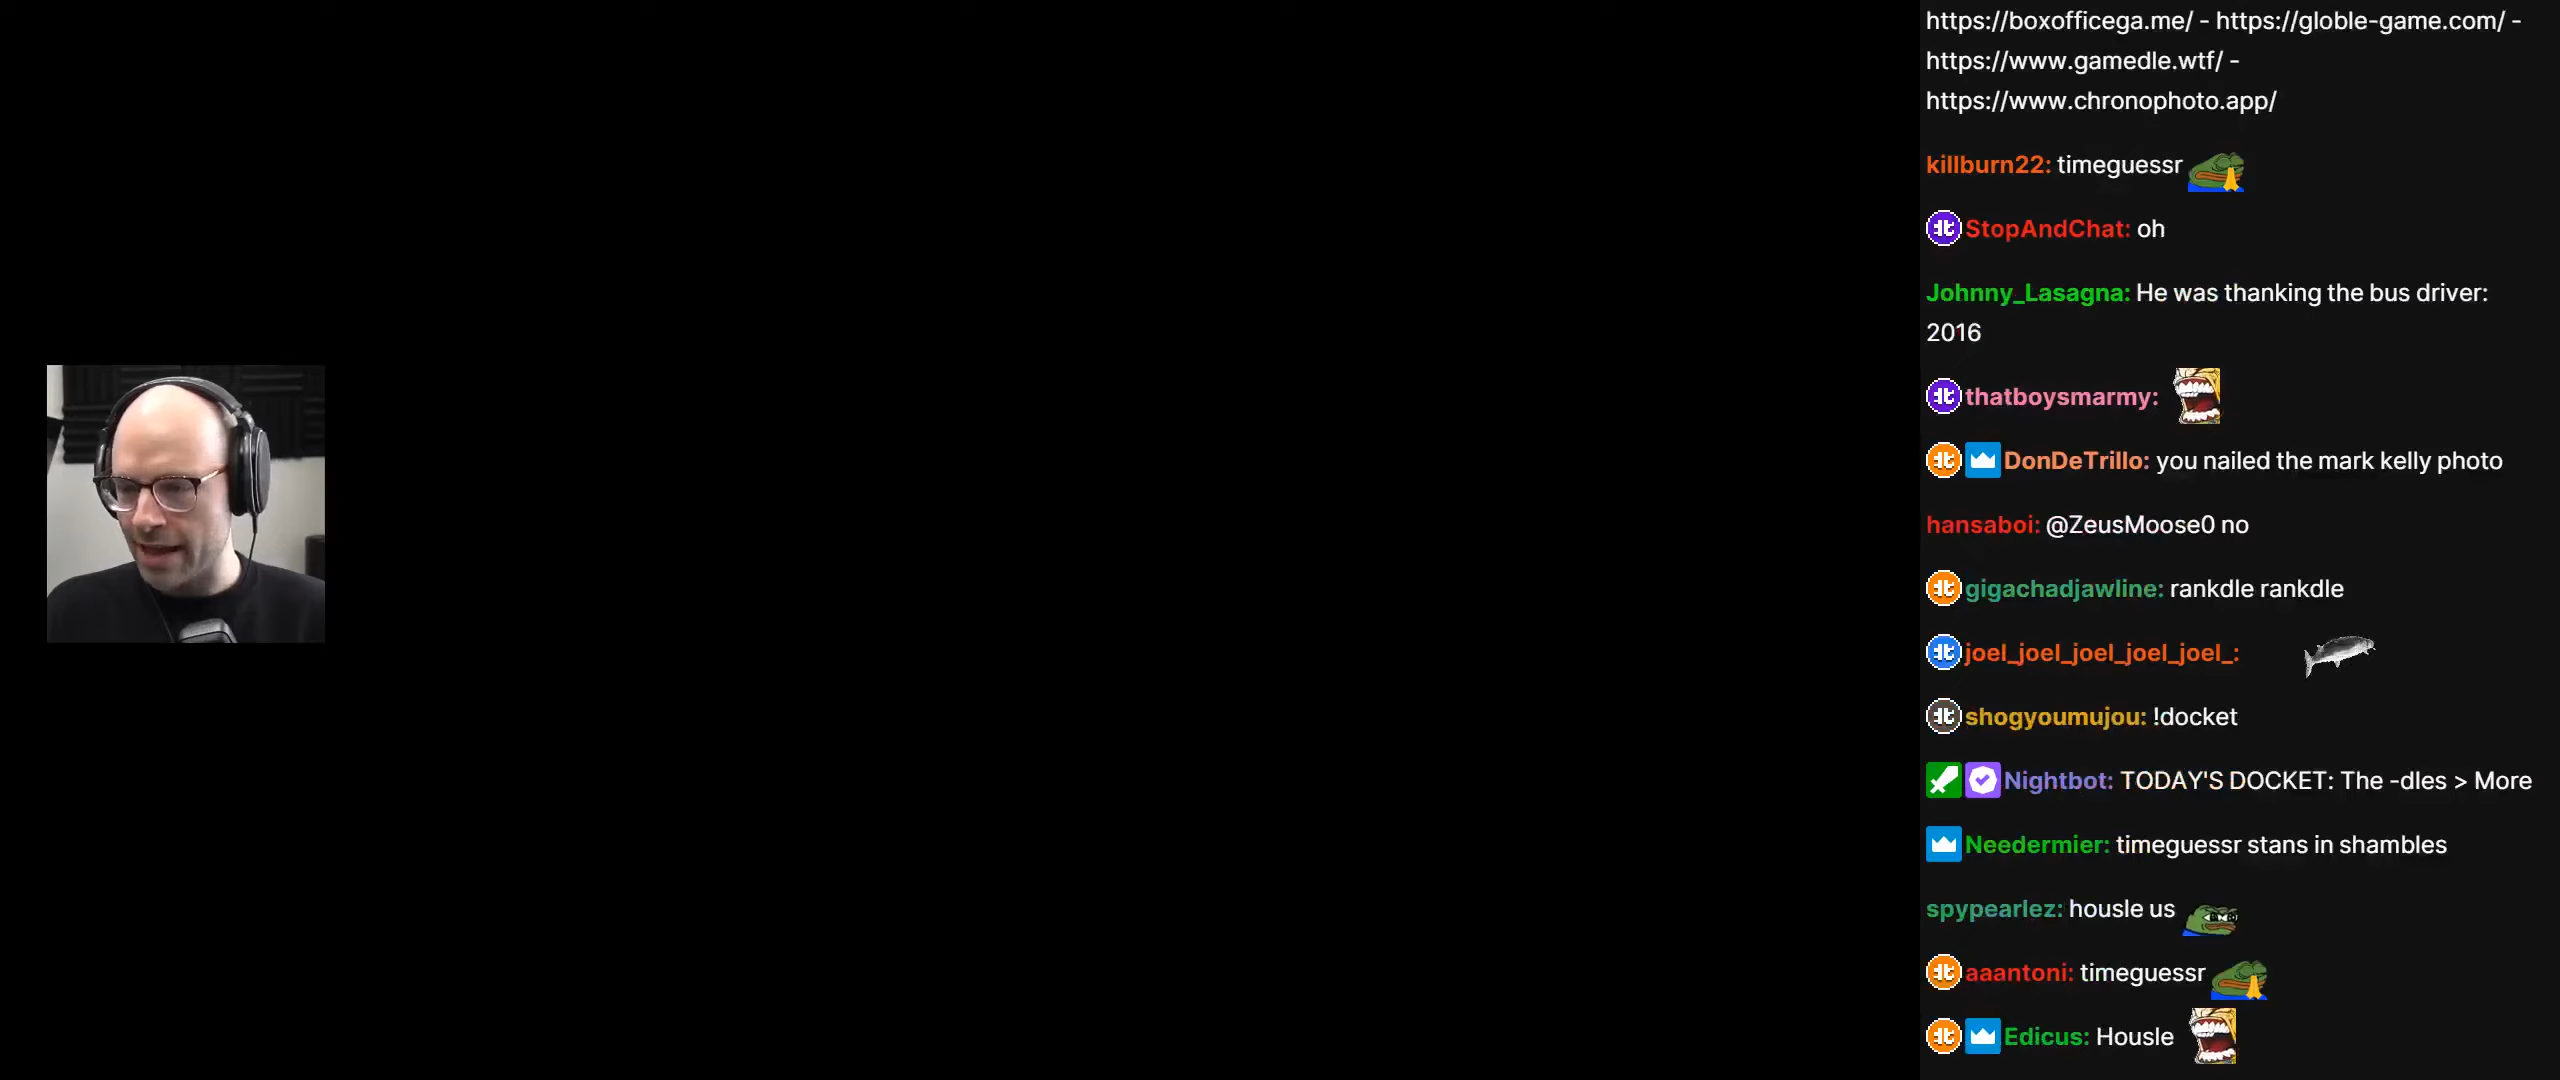 https://boxofficega.me/ - https://globle-game.com/ -
https://www.gamedle.wtf/ -
https://www.chronophoto.app/
killburn22: timeguessr
StopAndChat: oh
Johnny_Lasagna: He was thanking the bus driver:
2016
thatboysmarmy:
DonDeTrillo: you nailed the mark kelly photo
hansaboi: @ZeusMoose0 no
gigachadjawline: rankdle rankdle
joel_joel_joel_joel_joel_:
shogyoumujou: !docket
Nightbot: TODAY'S DOCKET: The -dles > More
Needermier: timeguessr stans in shambles
spypearlez: housle us
aaantoni: timeguessr
Edicus: Housle